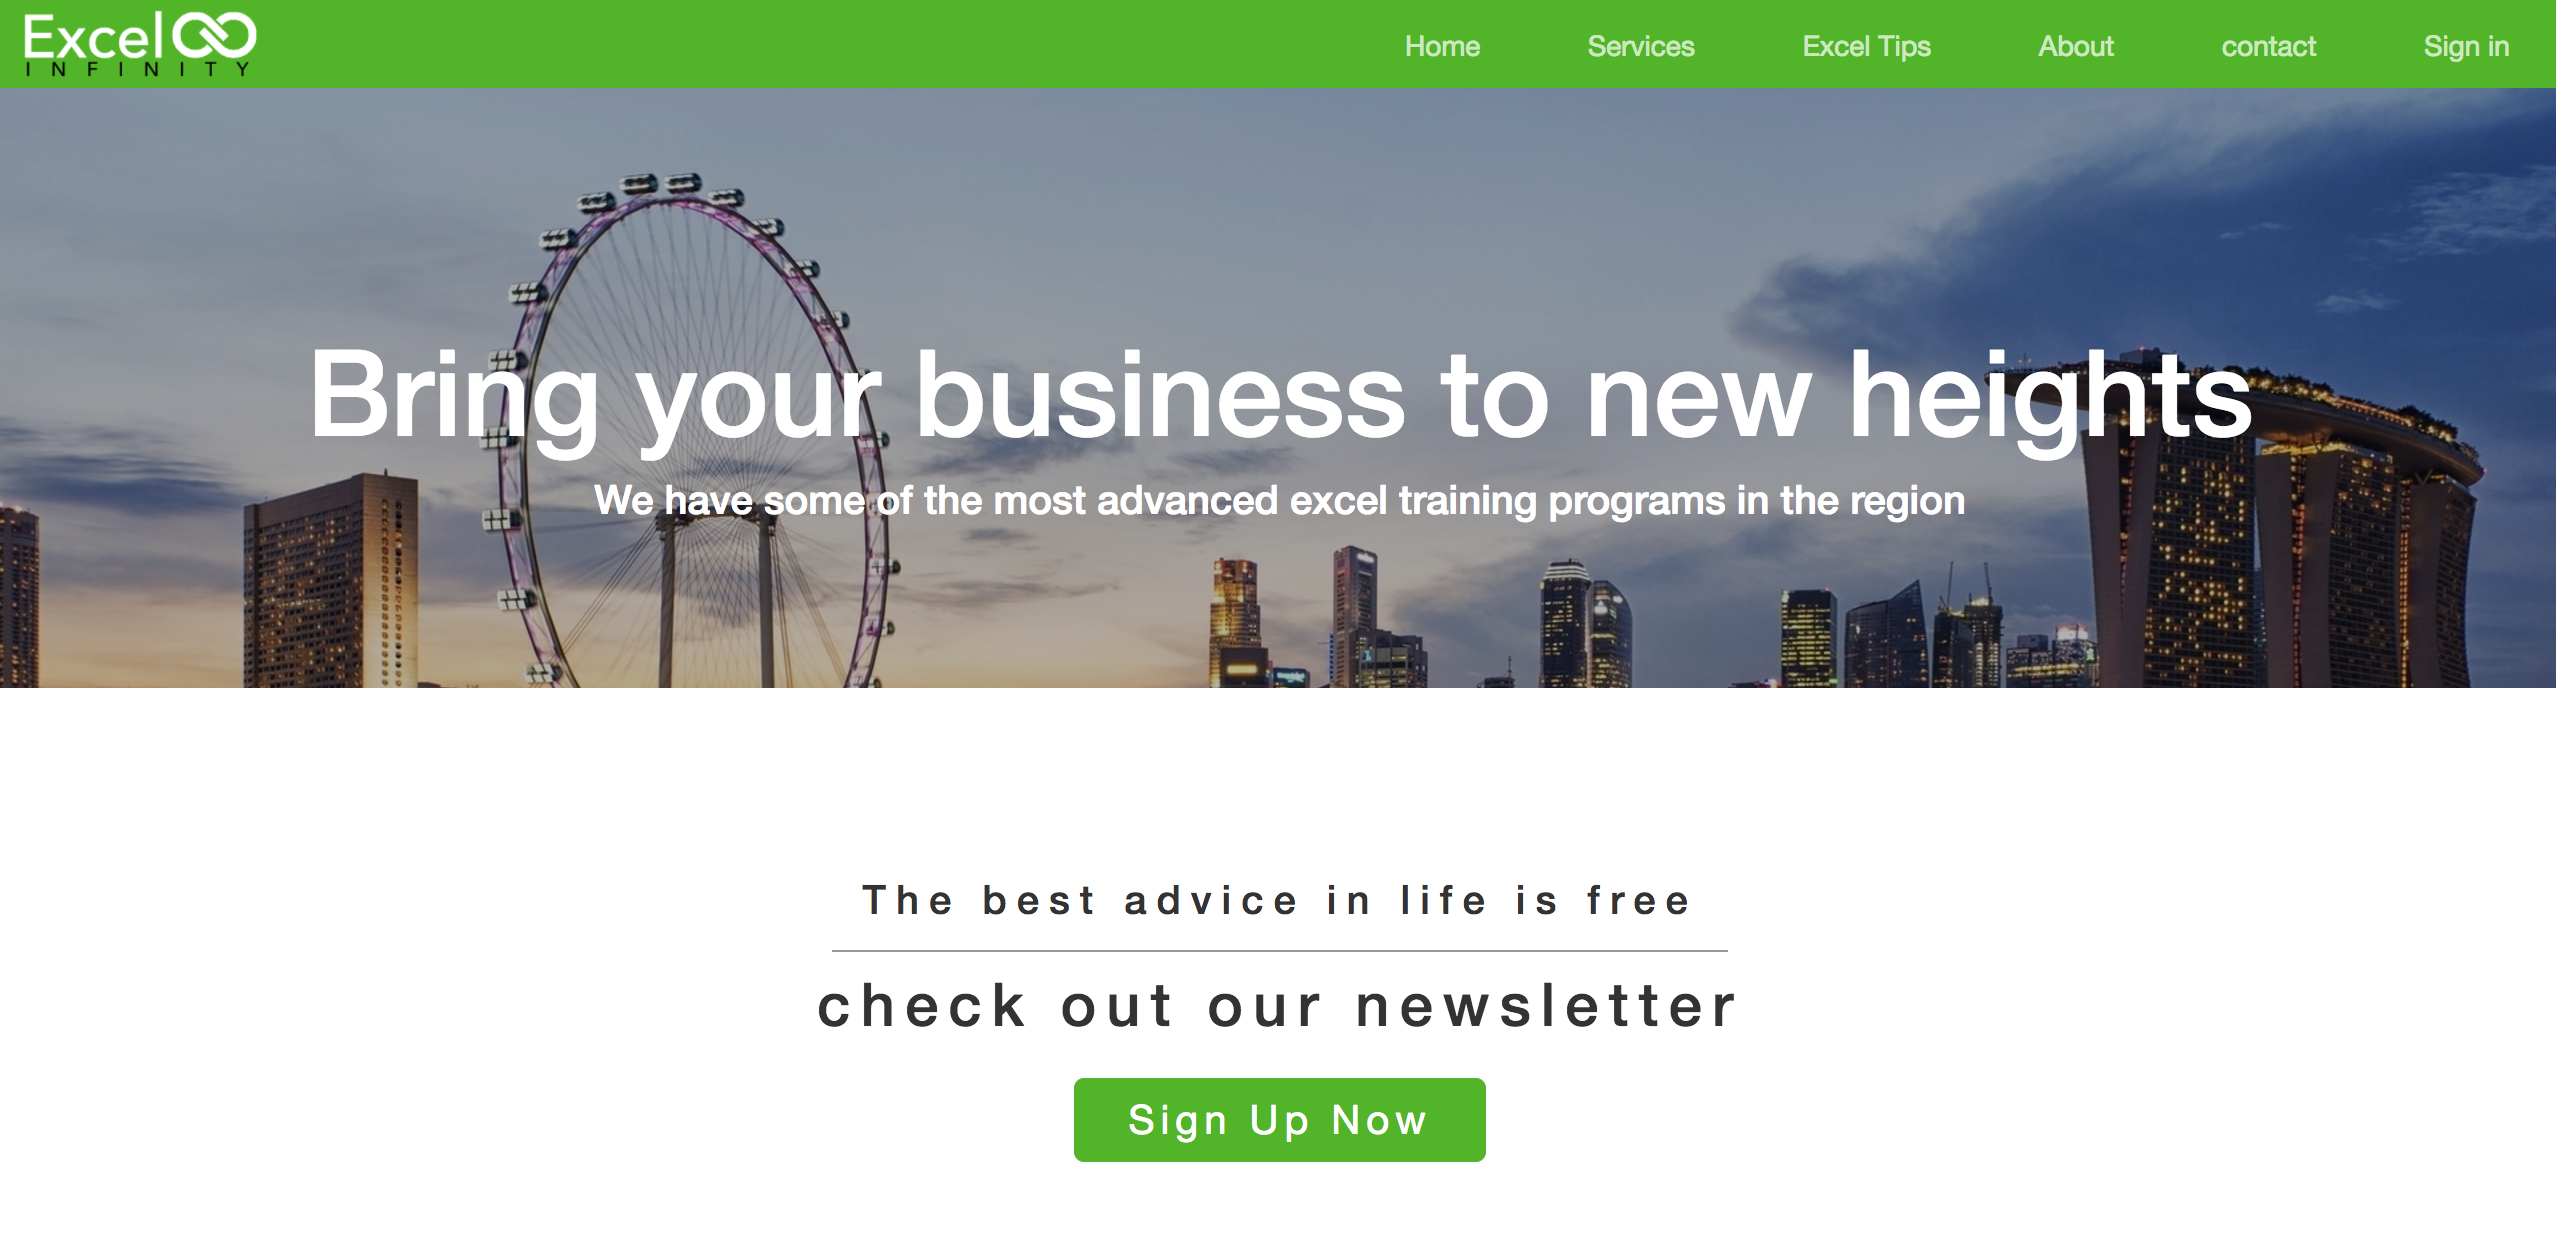 Excel
INFINITY
Home Services Excel Tips About contact Sign in
Bring your business to new heights
We have some of the most advanced excel training programs in the region
The best advice in life is free
check out our newsletter
Sign Up Now